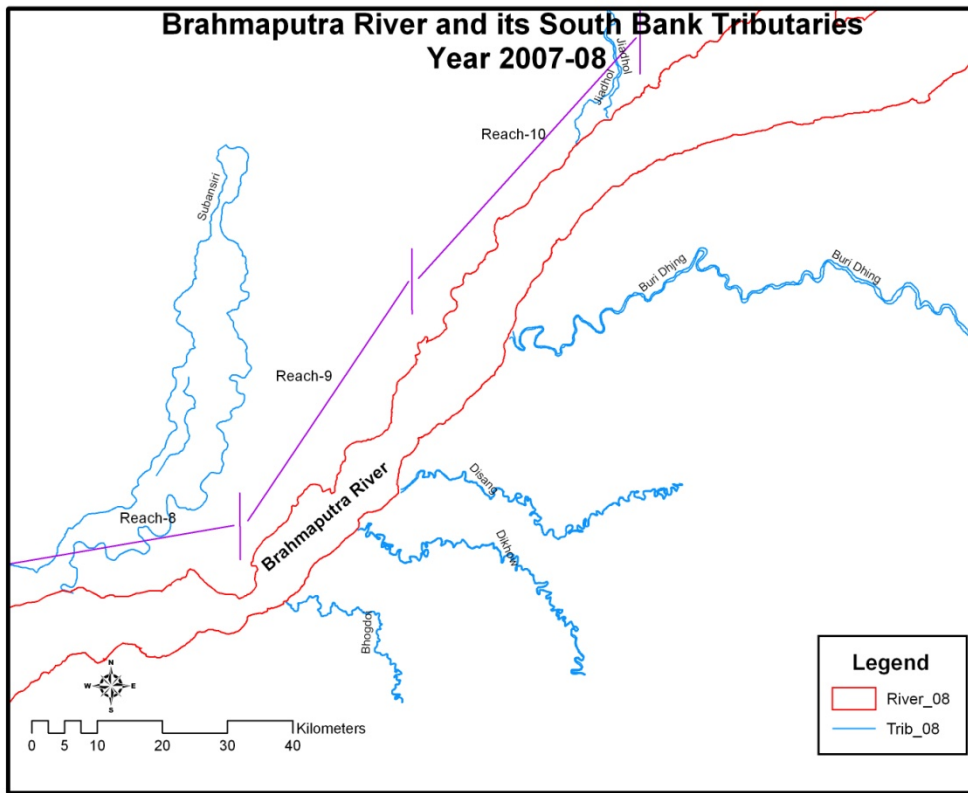 Brahmaputra River and its South Bank Tributaries
Year 2007-08
Jiadhol
Jiadhol
Reach-10
Subansiri
Buri Dhjng
Buri Dhing
Reach-9
Disang
Brahmaputra River
Reach-8
Dikhow
Bhogdoi
N
W E
S
Kilometers
0 5 10 20 30 40
Legend
River_08
Trib_08